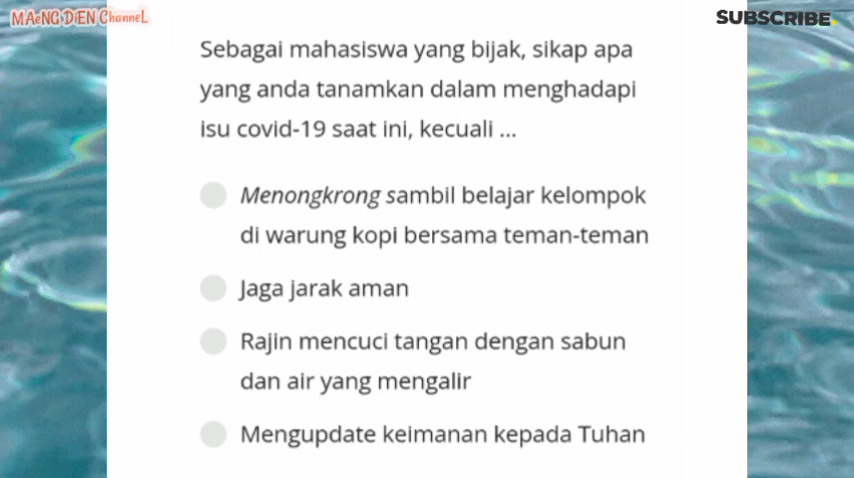 MAeNG DiEN ChanneL
SUBSCRIBE.
Sebagai mahasiswa yang bijak, sikap apa
yang anda tanamkan dalam menghadapi
isu covid-19 saat ini, kecuali ...
Menongkrong sambil belajar kelompok
di warung kopi bersama teman-teman
Jaga jarak aman
Rajin mencuci tangan dengan sabun
dan air yang mengalir
Mengupdate keimanan kepada Tuhan